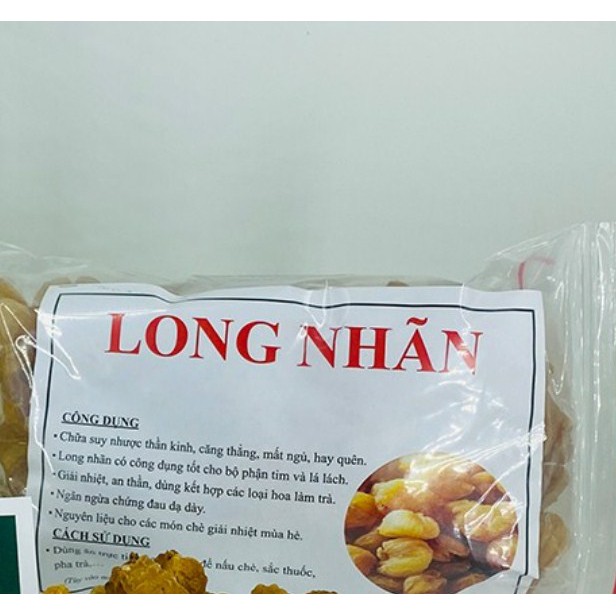 LONG NHÃN
CÔNG DỤNG
• Chữa suy nhược thần kinh, căng thẳng, mất ngủ, hay quên.
• Long nhãn có công dụng tốt cho bộ phận tim và lá lách.
• Giải nhiệt, an thần, dùng kết hợp các loại hoa làm trà.
• Ngăn ngừa chứng đau dạ dày.
• Nguyên liệu cho các món chè giải nhiệt mùa hè.
CÁCH SỬ DỤNG
• Dùng để nấu chè, sắc thuốc,
pha trà....
(Tùy